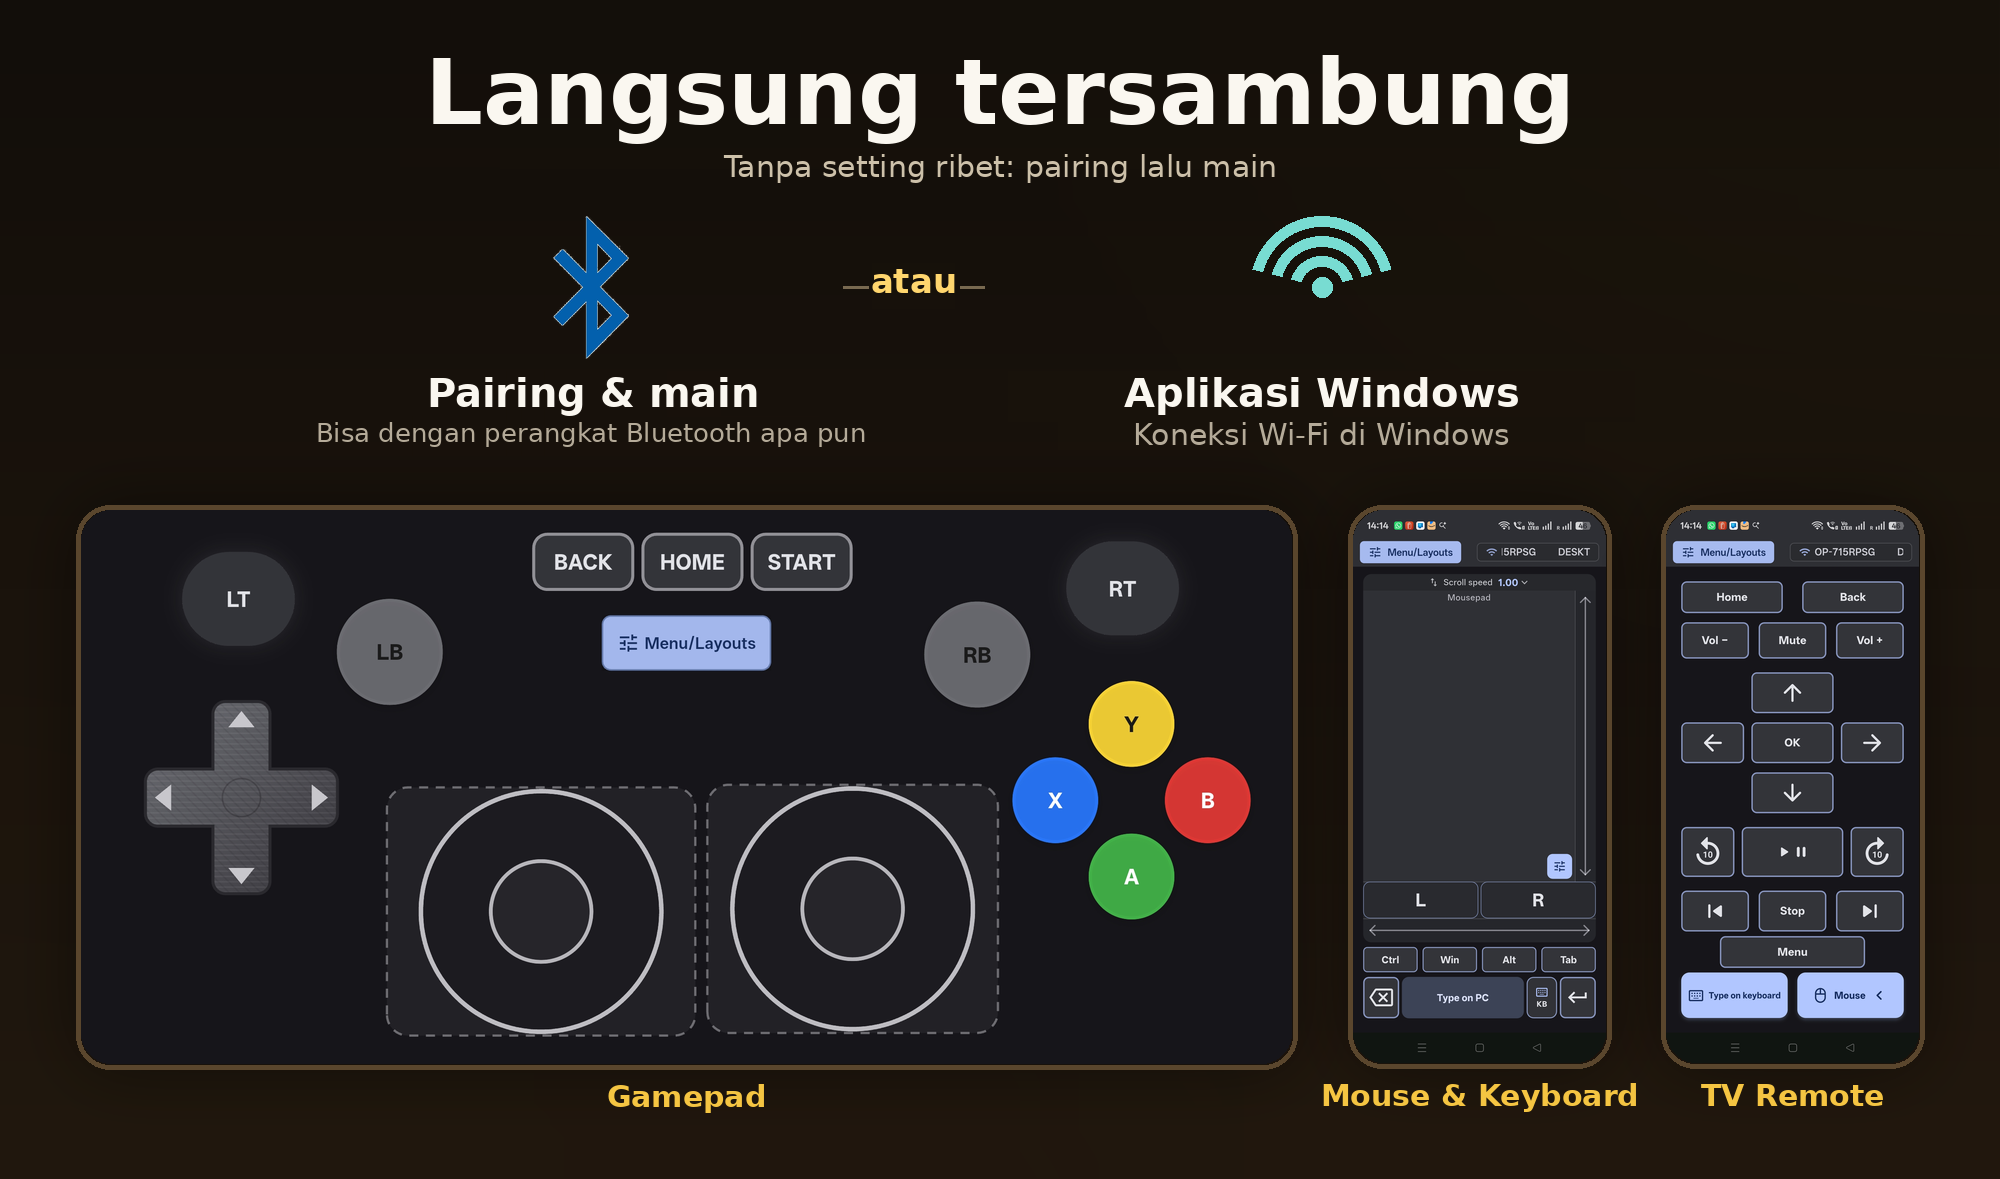 Langsung tersambung
Tanpa setting ribet: pairing lalu main
atau
Pairing & main
Bisa dengan perangkat Bluetooth apa pun
Aplikasi Windows
Koneksi Wi-Fi di Windows
BACK HOME START
LT
RT
Menu/Layouts
LB
RB
Y
X
B
A
Gamepad
14:14
Menu/Layouts
I5RPSG DESKT
Scroll speed 1.00
Mousepad
L R
Ctrl Win Alt Tab
Type on PC
KB
Mouse & Keyboard
14:14
Menu/Layouts
OP-715RPSG D
Home Back
Vol − Mute Vol +
OK
10 10
Stop
Menu
Type on keyboard
Mouse
TV Remote